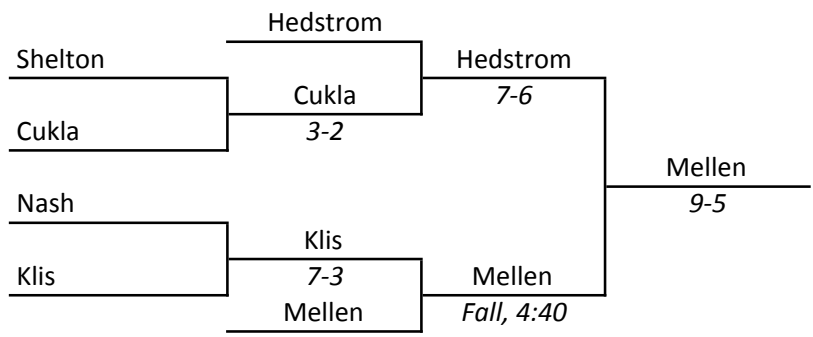 Hedstrom
Shelton
Hedstrom
Cukla
7-6
Cukla
3-2
Mellen
Nash
9-5
Klis
Klis
7-3
Mellen
Mellen
Fall, 4:40